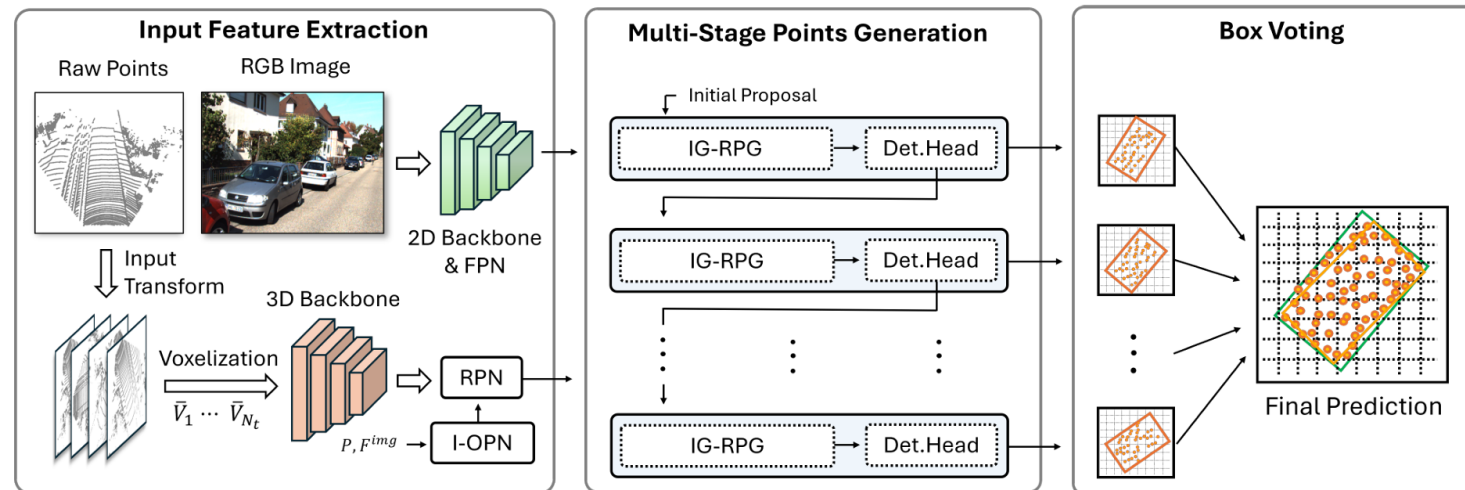 Input Feature Extraction
Raw Points
RGB Image
2D Backbone
& FPN
Input
Transform
3D Backbone
Voxelization
V̄₁ ⋯ V̄_{N_t}
RPN
P, F^{img}
I-OPN
Multi-Stage Points Generation
Initial Proposal
IG-RPG
Det.Head
IG-RPG
Det.Head
IG-RPG
Det.Head
Box Voting
Final Prediction